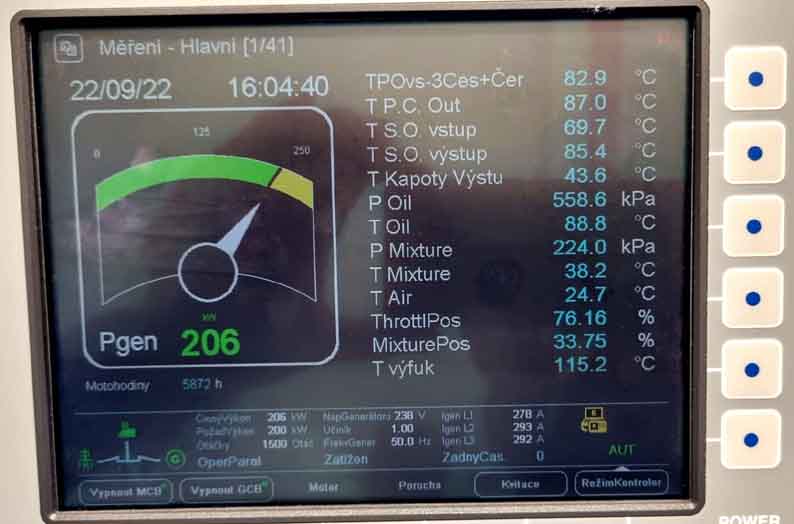 Měření - Hlavní [1/41]
22/09/22 16:04:40
0 125 250
kW
Pgen 206
Motohodiny 5872 h
TPOvs-3Ces+Čer 82.9 °C
T P.C. Out 87.0 °C
T S.O. vstup 69.7 °C
T S.O. výstup 85.4 °C
T Kapoty Výstu 43.6 °C
P Oil 558.6 kPa
T Oil 88.8 °C
P Mixture 224.0 kPa
T Mixture 38.2 °C
T Air 24.7 °C
ThrottlPos 76.16 %
MixturePos 33.75 %
T výfuk 115.2 °C
ČinnýVýkon 206 kW NapGenerátoru 238 V Igen L1 278 A
PožadVýkon 200 kW Účiník 1.00 Igen L2 293 A
Otáčky 1500 Otáč FrekvGener 50.0 Hz Igen L3 292 A
OperParal Zatížen ŽádnýČas. 0
G
E
AUT
Vypnout MCB Vypnout GCB Motor Porucha Kvitace RežimKontroler
POWER